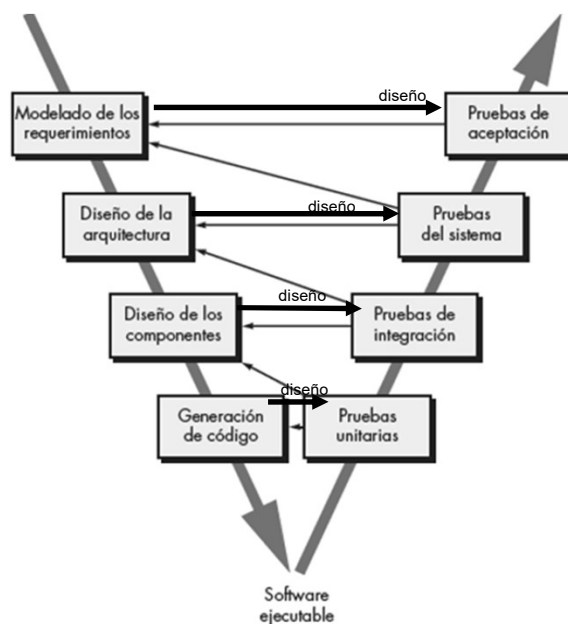 diseño
Modelado de los
requerimientos
Pruebas de
aceptación
diseño
Diseño de la
arquitectura
Pruebas
del sistema
diseño
Diseño de los
componentes
Pruebas de
integración
diseño
Generación
de código
Pruebas
unitarias
Software
ejecutable